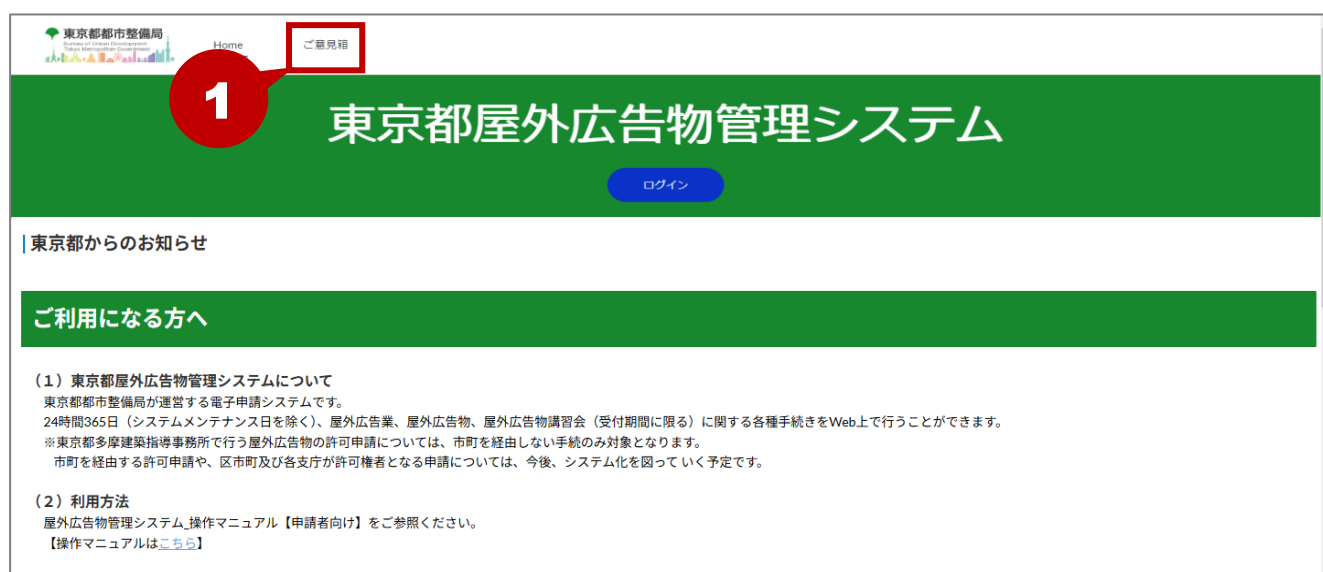 東京都都市整備局
Bureau of Urban Development
Tokyo Metropolitan Government
Home
ご意見箱
1
東京都屋外広告物管理システム
ログイン
東京都からのお知らせ
ご利用になる方へ
（１）東京都屋外広告物管理システムについて
東京都都市整備局が運営する電子申請システムです。
24時間365日（システムメンテナンス日を除く）、屋外広告業、屋外広告物、屋外広告物講習会（受付期間に限る）に関する各種手続きをWeb上で行うことができます。
※東京都多摩建築指導事務所で行う屋外広告物の許可申請については、市町を経由しない手続のみ対象となります。
市町を経由する許可申請や、区市町及び各支庁が許可権者となる申請については、今後、システム化を図って いく予定です。
（２）利用方法
屋外広告物管理システム_操作マニュアル【申請者向け】をご参照ください。
【操作マニュアルはこちら】